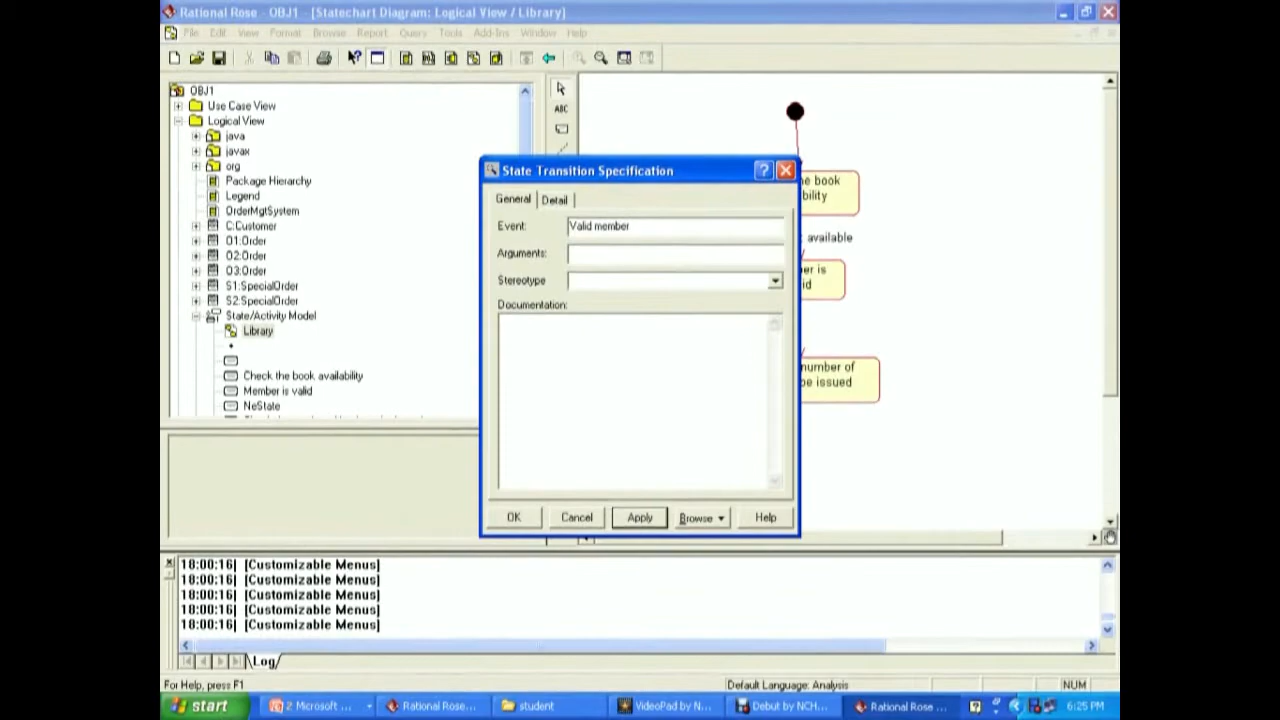 Rational Rose - OBJ1 - [Statechart Diagram: Logical View / Library]
File Edit View Format Browse Report Query Tools Add-Ins Window Help
OBJ1
Use Case View
Logical View
java
javax
org
Package Hierarchy
Legend
OrderMgtSystem
C:Customer
O1:Order
O2:Order
O3:Order
S1:SpecialOrder
S2:SpecialOrder
State/Activity Model
Library
Check the book availability
Member is valid
NeState
ABC
State Transition Specification
General Detail
Event: Valid member
Arguments:
Stereotype
Documentation:
OK Cancel Apply Browse Help
book
available
is
number of
issued
18:00:16| [Customizable Menus]
18:00:16| [Customizable Menus]
18:00:16| [Customizable Menus]
18:00:16| [Customizable Menus]
18:00:16| [Customizable Menus]
Log
For Help, press F1
Default Language: Analysis
NUM
start
2 Microsoft ...
Rational Rose...
student
VideoPad by N...
Debut by NCH...
Rational Rose ...
6:25 PM